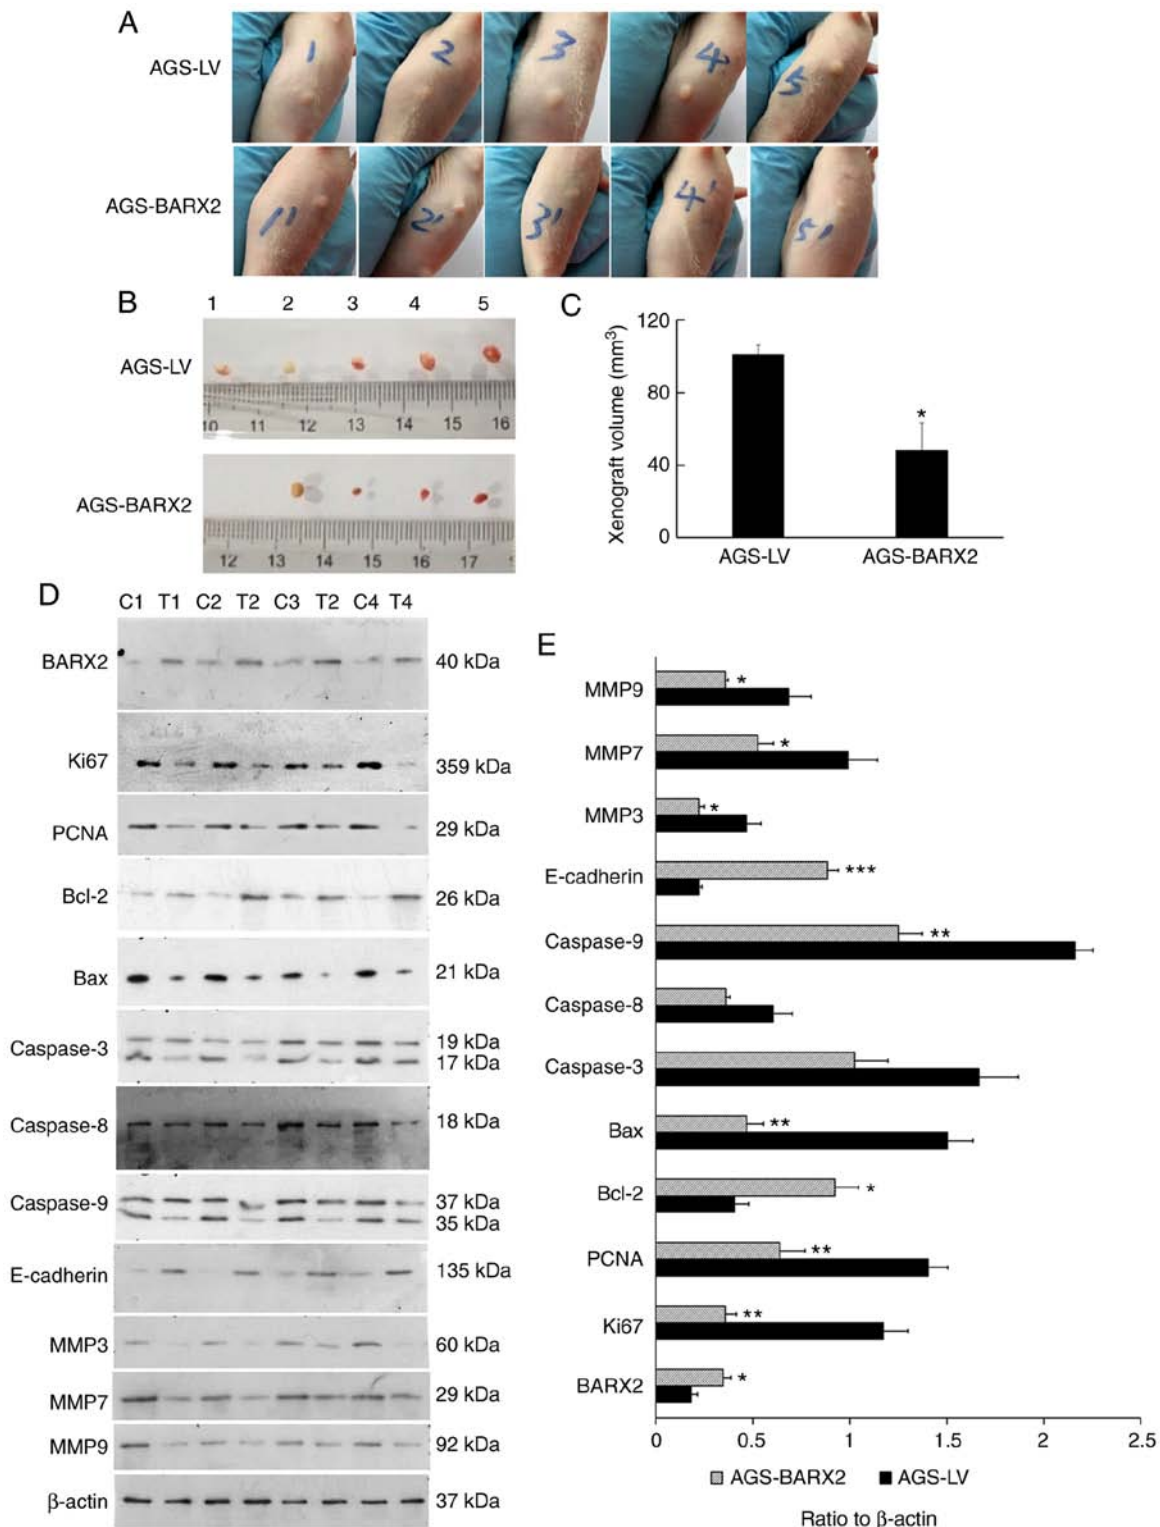 A
AGS-LV
1 2 3 4 5
AGS-BARX2
1' 2' 3' 4' 5'
B
1 2 3 4 5
AGS-LV
10 11 12 13 14 15 16
AGS-BARX2
12 13 14 15 16 17
C
Xenograft volume (mm³)
120
80
40
0
AGS-LV
*
AGS-BARX2
D
C1 T1 C2 T2 C3 T2 C4 T4
BARX2 40 kDa
Ki67 359 kDa
PCNA 29 kDa
Bcl-2 26 kDa
Bax 21 kDa
Caspase-3 19 kDa
17 kDa
Caspase-8 18 kDa
Caspase-9 37 kDa
35 kDa
E-cadherin 135 kDa
MMP3 60 kDa
MMP7 29 kDa
MMP9 92 kDa
β-actin 37 kDa
E
MMP9 *
MMP7 *
MMP3 *
E-cadherin ***
Caspase-9 **
Caspase-8
Caspase-3
Bax **
Bcl-2 *
PCNA **
Ki67 **
BARX2 *
0 0.5 1 1.5 2 2.5
AGS-BARX2 AGS-LV
Ratio to β-actin